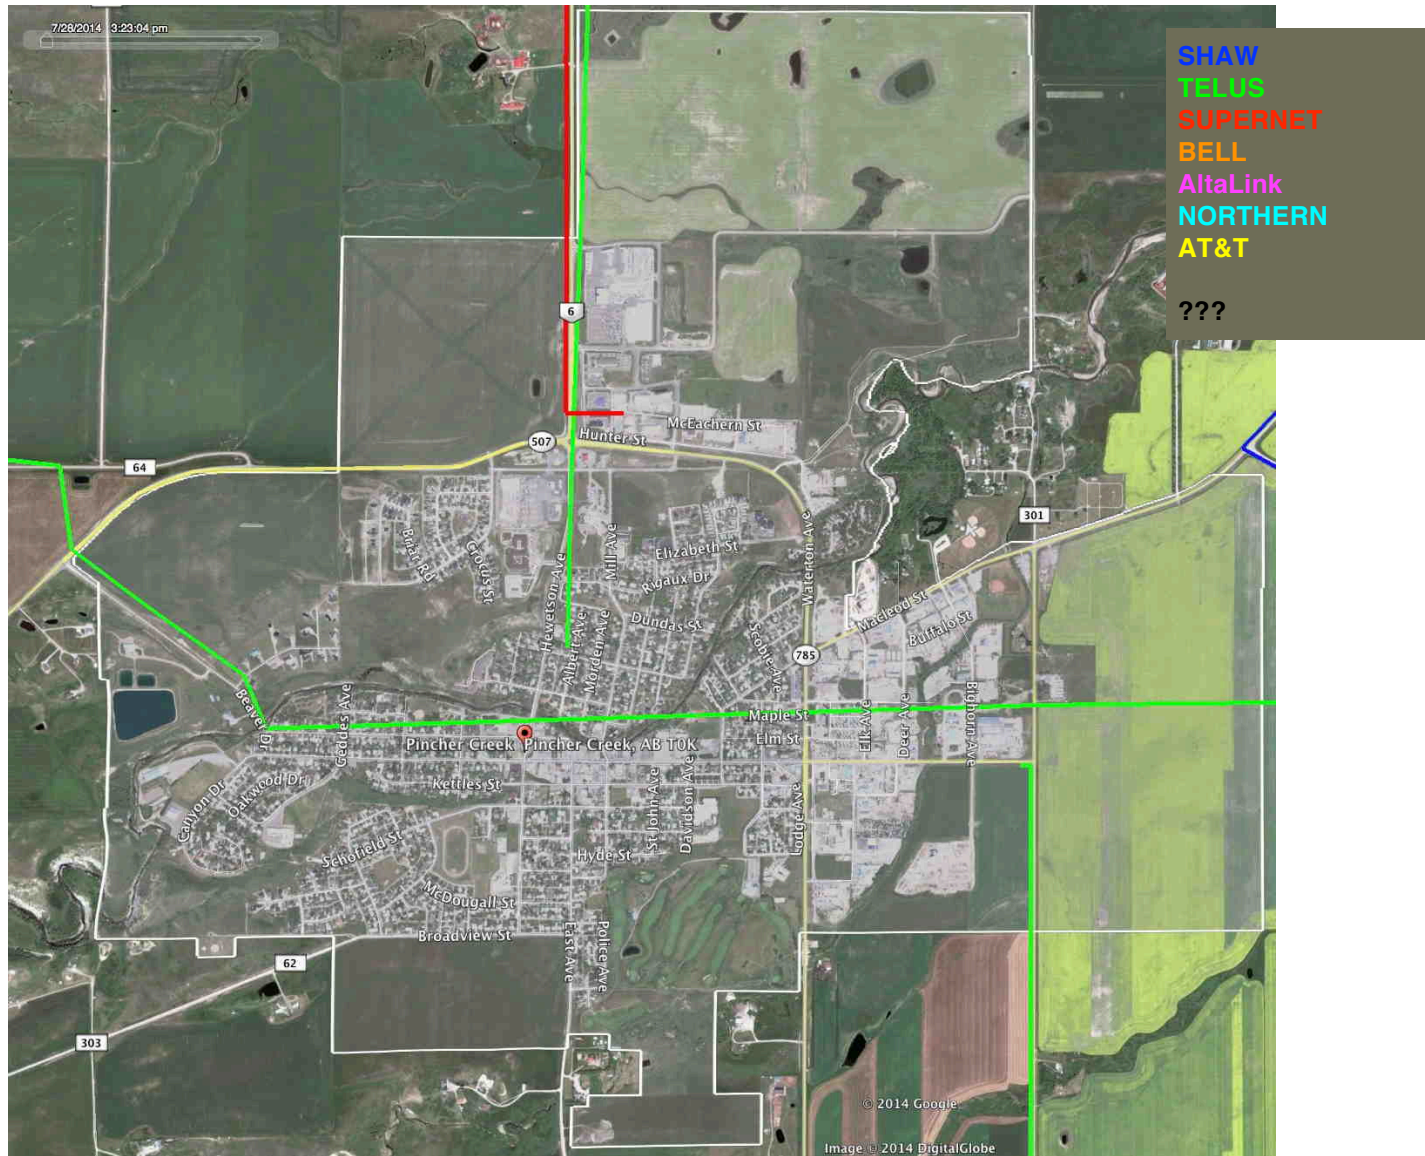 7/28/2014 3:23:04 pm
SHAW
TELUS
SUPERNET
BELL
AltaLink
NORTHERN
AT&T
???
6
McEachern St
Hunter St
507
64
301
Mill Ave
Waterton Ave
Briar Rd
Crocus St
Elizabeth St
Rigaux Dr
Hewetson Ave
Albert Ave
Morden Ave
Dundas St
Scobie Ave
Macleod St
Buffalo St
785
Beaver Dr
Geddes Ave
Maple St
Elm St
Elk Ave
Deer Ave
Bighorn Ave
Pincher Creek Pincher Creek, AB T0K
Canyon Dr
Oakwood Dr
Kettles St
St John Ave
Davidson Ave
Lodge Ave
Schofield St
Hyde St
McDougall St
Broadview St
East Ave
Police Ave
62
303
© 2014 Google
Image © 2014 DigitalGlobe